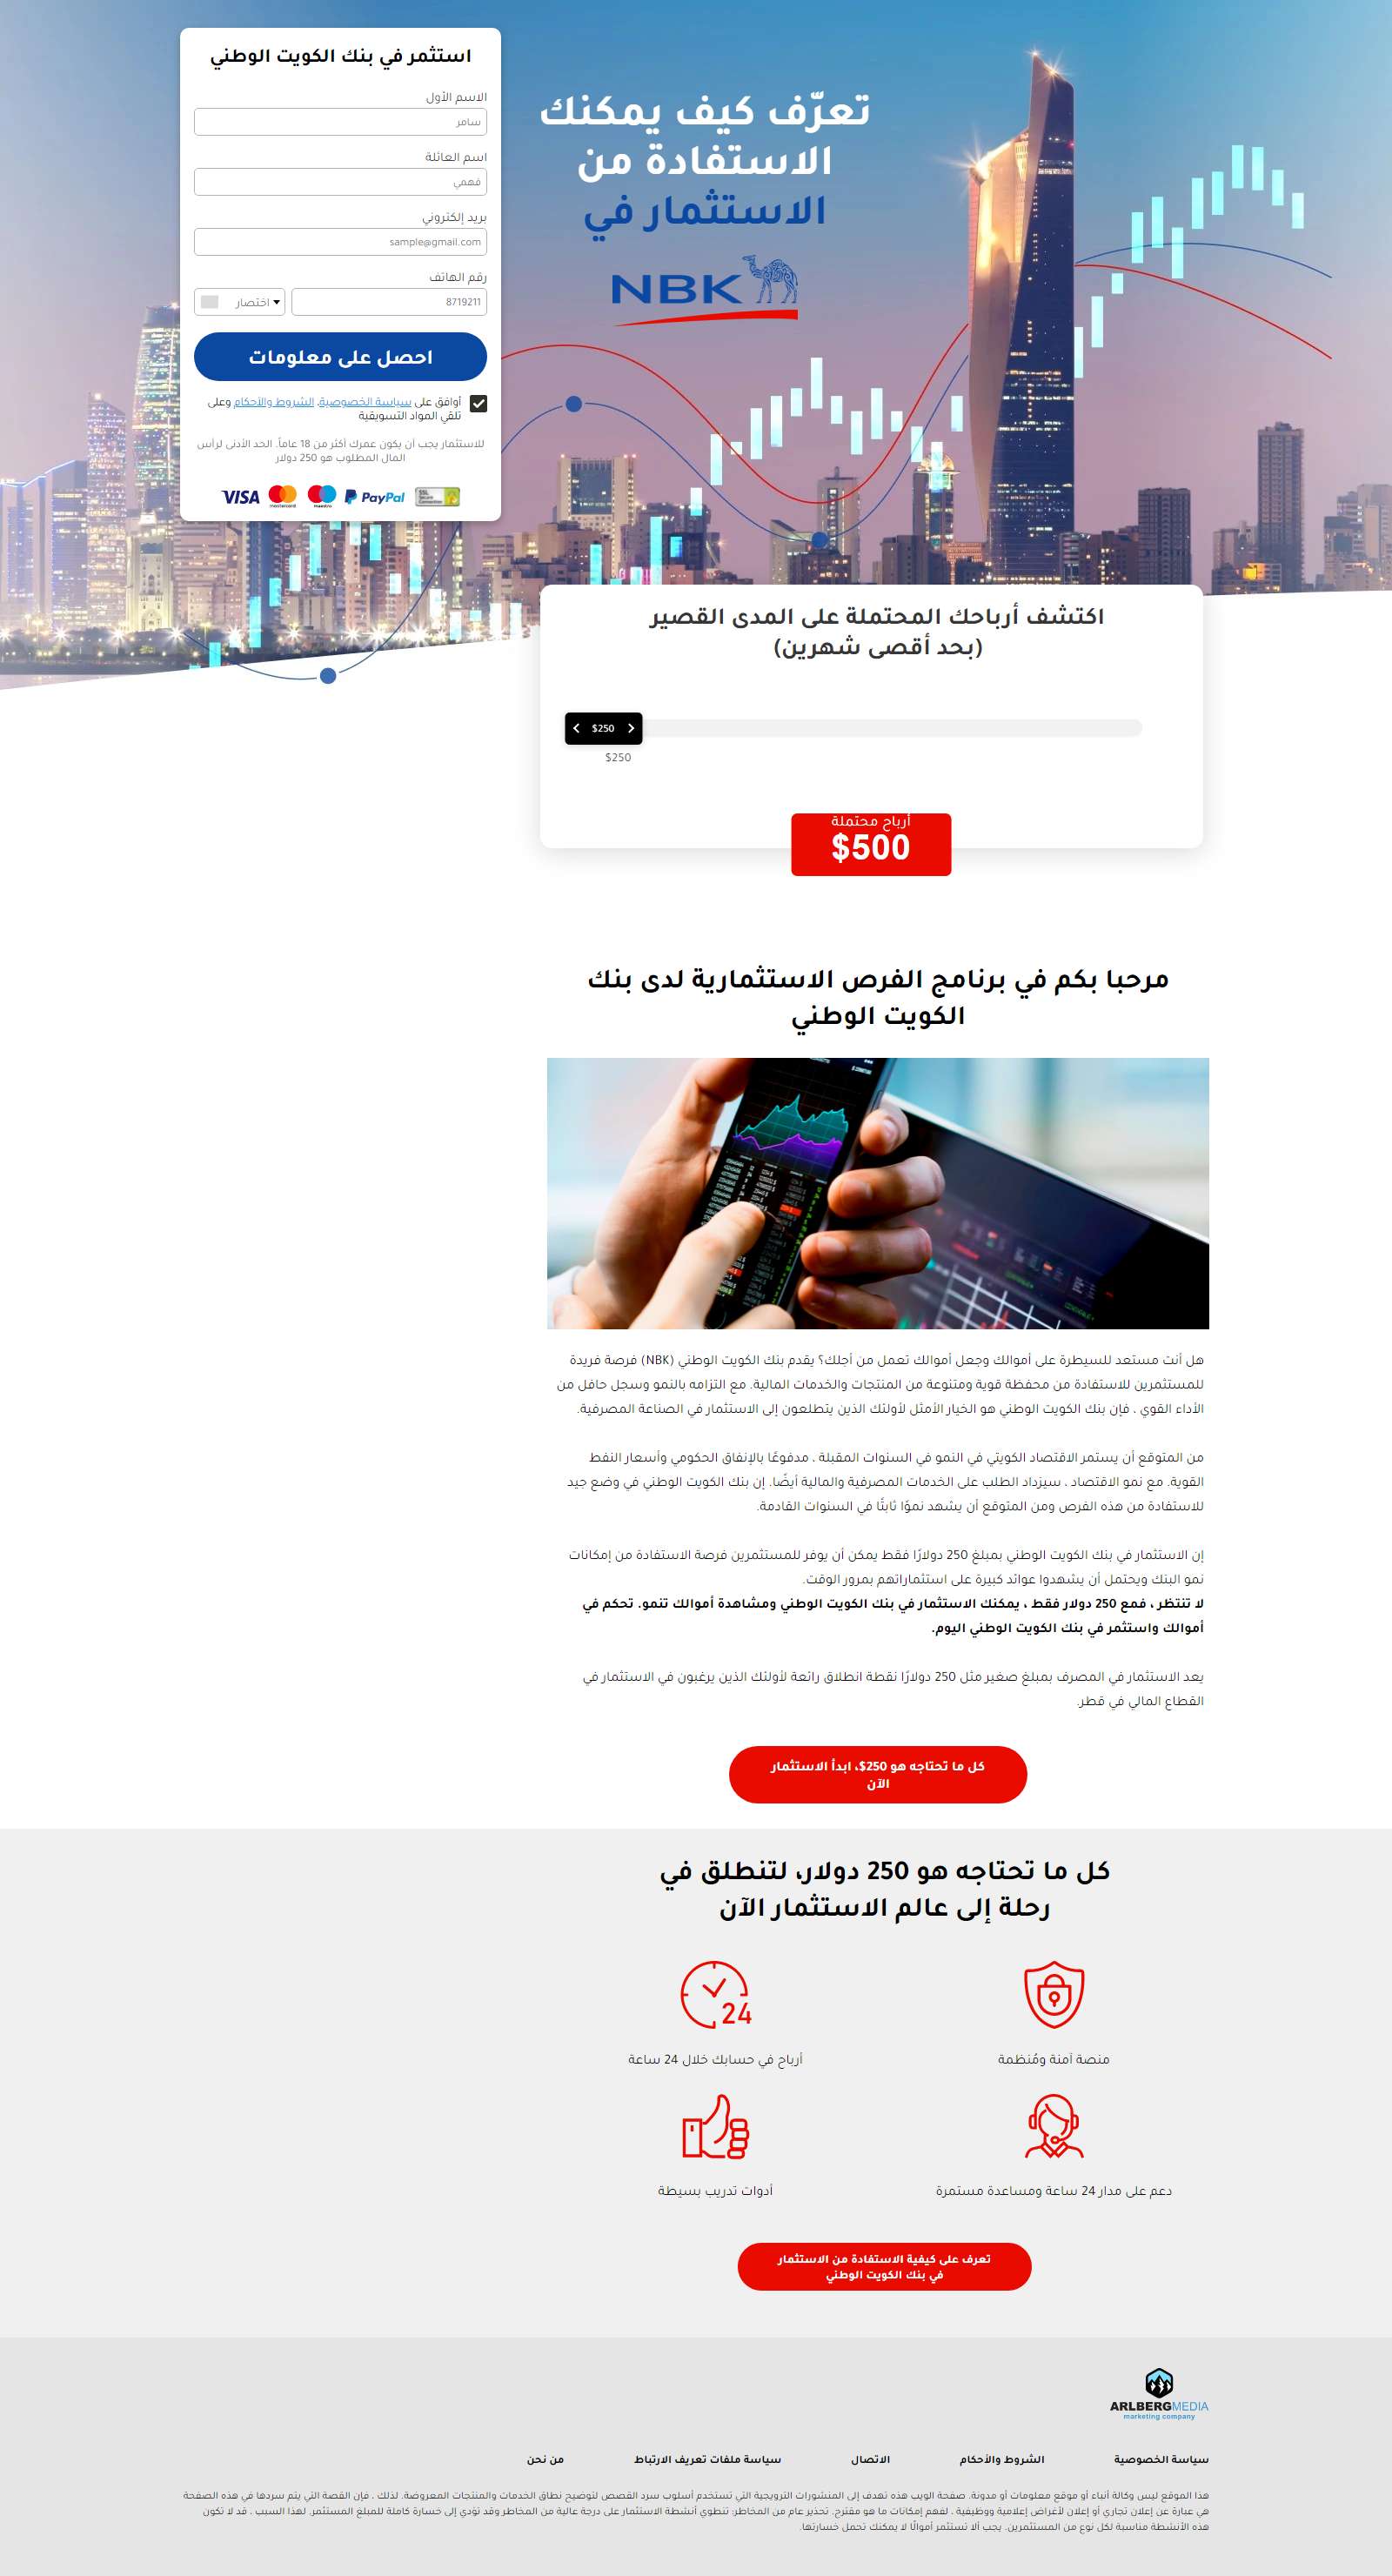 استثمر في بنك الكويت الوطني
الاسم الأول
سامر
اسم العائلة
فهمي
بريد إلكتروني
sample@gmail.com
رقم الهاتف
8719211
اختصار
احصل على معلومات
أوافق على سياسة الخصوصية، الشروط والأحكام وعلى
تلقي المواد التسويقية
للاستثمار يجب أن يكون عمرك أكثر من 18 عاماً. الحد الأدنى لرأس
المال المطلوب هو 250 دولار
VISA mastercard maestro PayPal SSL Secure Connection
تعرّف كيف يمكنك
الاستفادة من
الاستثمار في
NBK
اكتشف أرباحك المحتملة على المدى القصير
(بحد أقصى شهرين)
$250
$250
أرباح محتملة
$500
مرحبا بكم في برنامج الفرص الاستثمارية لدى بنك
الكويت الوطني
هل أنت مستعد للسيطرة على أموالك وجعل أموالك تعمل من أجلك؟ يقدم بنك الكويت الوطني (NBK) فرصة فريدة
للمستثمرين للاستفادة من محفظة قوية ومتنوعة من المنتجات والخدمات المالية. مع التزامه بالنمو وسجل حافل من
الأداء القوي ، فإن بنك الكويت الوطني هو الخيار الأمثل لأولئك الذين يتطلعون إلى الاستثمار في الصناعة المصرفية.
من المتوقع أن يستمر الاقتصاد الكويتي في النمو في السنوات المقبلة ، مدفوعًا بالإنفاق الحكومي وأسعار النفط
القوية. مع نمو الاقتصاد ، سيزداد الطلب على الخدمات المصرفية والمالية أيضًا. إن بنك الكويت الوطني في وضع جيد
للاستفادة من هذه الفرص ومن المتوقع أن يشهد نموًا ثابتًا في السنوات القادمة.
إن الاستثمار في بنك الكويت الوطني بمبلغ 250 دولارًا فقط يمكن أن يوفر للمستثمرين فرصة الاستفادة من إمكانات
نمو البنك ويحتمل أن يشهدوا عوائد كبيرة على استثماراتهم بمرور الوقت.
لا تنتظر ، فمع 250 دولار فقط ، يمكنك الاستثمار في بنك الكويت الوطني ومشاهدة أموالك تنمو. تحكم في
أموالك واستثمر في بنك الكويت الوطني اليوم.
يعد الاستثمار في المصرف بمبلغ صغير مثل 250 دولارًا نقطة انطلاق رائعة لأولئك الذين يرغبون في الاستثمار في
القطاع المالي في قطر.
كل ما تحتاجه هو 250$، ابدأ الاستثمار
الآن
كل ما تحتاجه هو 250 دولار، لتنطلق في
رحلة إلى عالم الاستثمار الآن
24
منصة آمنة ومُنظمة
أرباح في حسابك خلال 24 ساعة
دعم على مدار 24 ساعة ومساعدة مستمرة
أدوات تدريب بسيطة
تعرف على كيفية الاستفادة من الاستثمار
في بنك الكويت الوطني
ARLBERGMEDIA
marketing company
سياسة الخصوصية
الشروط والأحكام
الاتصال
سياسة ملفات تعريف الارتباط
من نحن
هذا الموقع ليس وكالة أنباء أو موقع معلومات أو مدونة. صفحة الويب هذه تهدف إلى المنشورات الترويجية التي تستخدم أسلوب سرد القصص لتوضيح نطاق الخدمات والمنتجات المعروضة. لذلك ، فإن القصة التي يتم سردها في هذه الصفحة
هي عبارة عن إعلان تجاري أو إعلان لأغراض إعلامية ووظيفية ، لفهم إمكانات ما هو مقترح. تحذير عام من المخاطر: تنطوي أنشطة الاستثمار على درجة عالية من المخاطر وقد تؤدي إلى خسارة كاملة للمبلغ المستثمر. لهذا السبب ، قد لا تكون
هذه الأنشطة مناسبة لكل نوع من المستثمرين. يجب ألا تستثمر أموالًا لا يمكنك تحمل خسارتها.